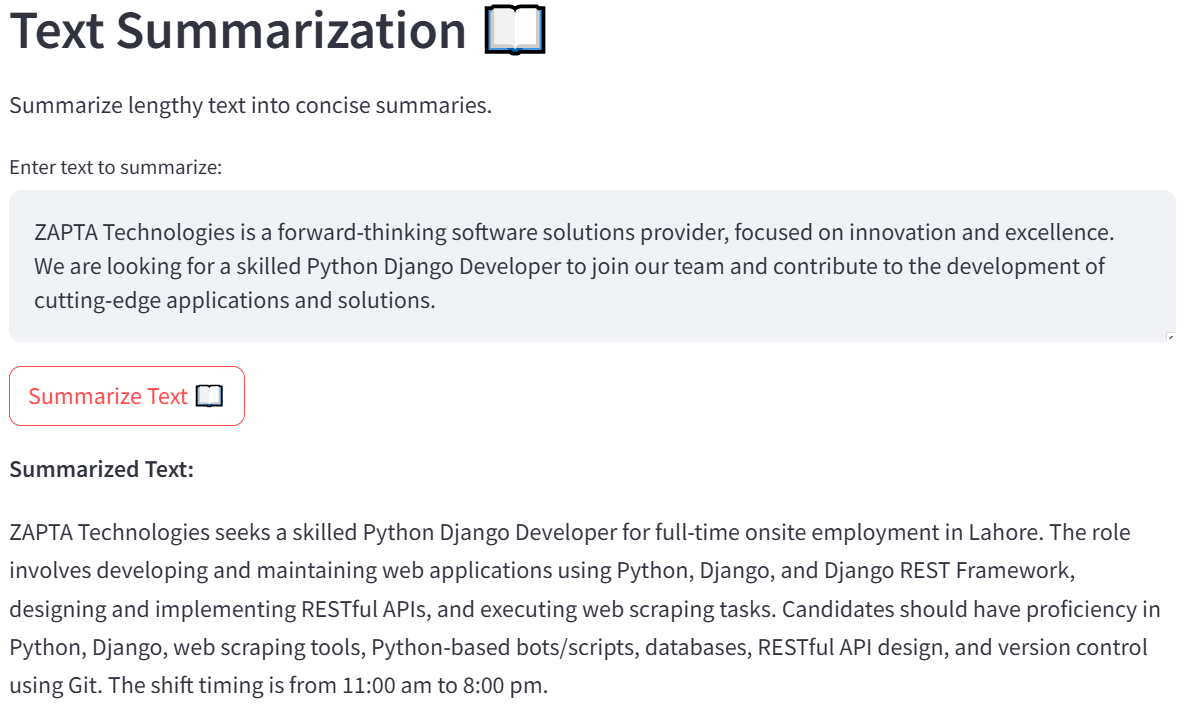 Text Summarization
Summarize lengthy text into concise summaries.
Enter text to summarize:
ZAPTA Technologies is a forward-thinking software solutions provider, focused on innovation and excellence.
We are looking for a skilled Python Django Developer to join our team and contribute to the development of
cutting-edge applications and solutions.
Summarize Text
Summarized Text:
ZAPTA Technologies seeks a skilled Python Django Developer for full-time onsite employment in Lahore. The role
involves developing and maintaining web applications using Python, Django, and Django REST Framework,
designing and implementing RESTful APIs, and executing web scraping tasks. Candidates should have proficiency in
Python, Django, web scraping tools, Python-based bots/scripts, databases, RESTful API design, and version control
using Git. The shift timing is from 11:00 am to 8:00 pm.